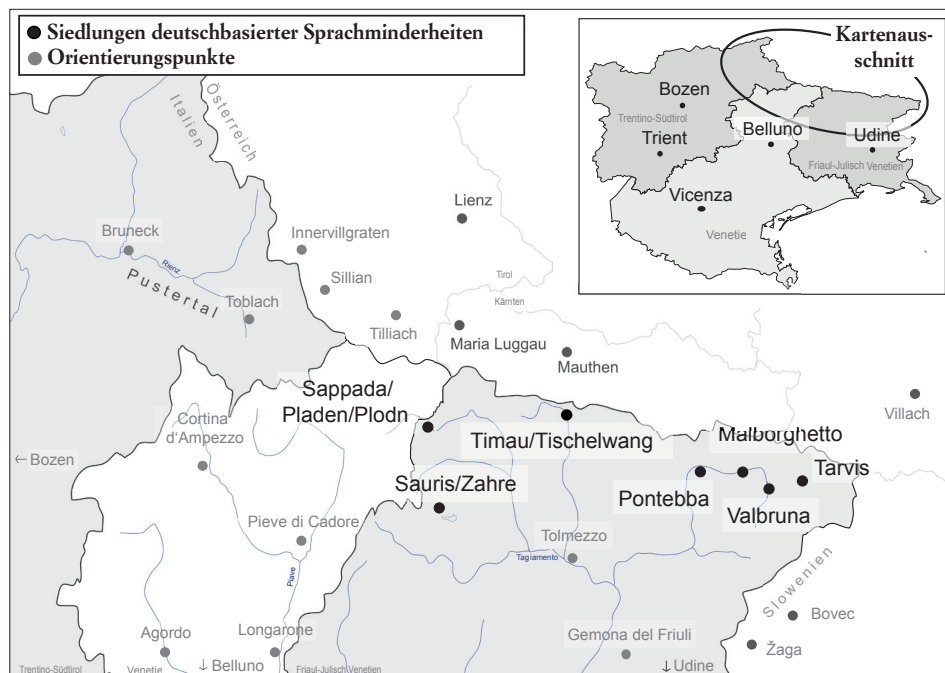 Siedlungen deutschbasierter Sprachminderheiten
Orientierungspunkte
Kartenaus-
schnitt
Bozen
Trentino-Südtirol
Trient
Belluno
Udine
Friaul-Julisch Venetien
Vicenza
Venetie
Italien
Österreich
Lienz
Bruneck
Innervillgraten
Rienz
Sillian
Pustertal
Toblach
Tirol
Kärnten
Tilliach
Maria Luggau
Mauthen
Villach
Sappada/
Pladen/Plodn
Cortina
d'Ampezzo
Timau/Tischelwang
Malborghetto
Tarvis
← Bozen
Sauris/Zahre
Pontebba
Valbruna
Pieve di Cadore
Tolmezzo
Tagiamento
Piave
Slowenien
Bovec
Agordo
Longarone
Gemona del Friuli
Žaga
Trentino-Südtirol
Venetie
↓ Belluno
Friaul-Julisch Venetien
↓ Udine